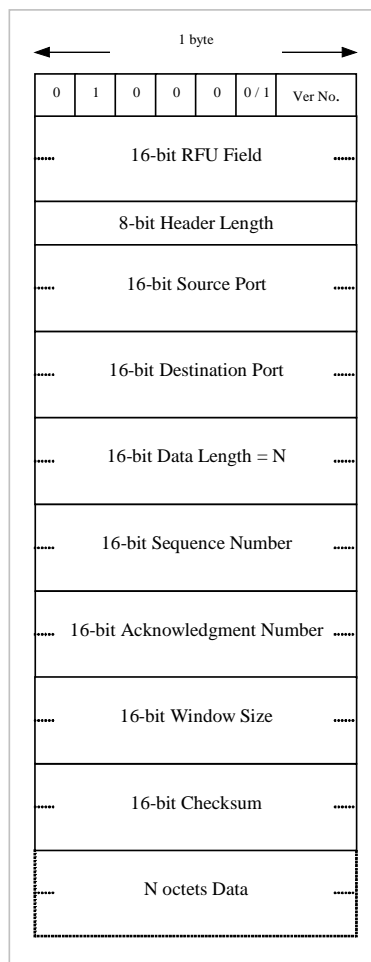 1 byte
0 1 0 0 0 0 / 1 Ver No.
16-bit RFU Field
8-bit Header Length
16-bit Source Port
16-bit Destination Port
16-bit Data Length = N
16-bit Sequence Number
16-bit Acknowledgment Number
16-bit Window Size
16-bit Checksum
N octets Data